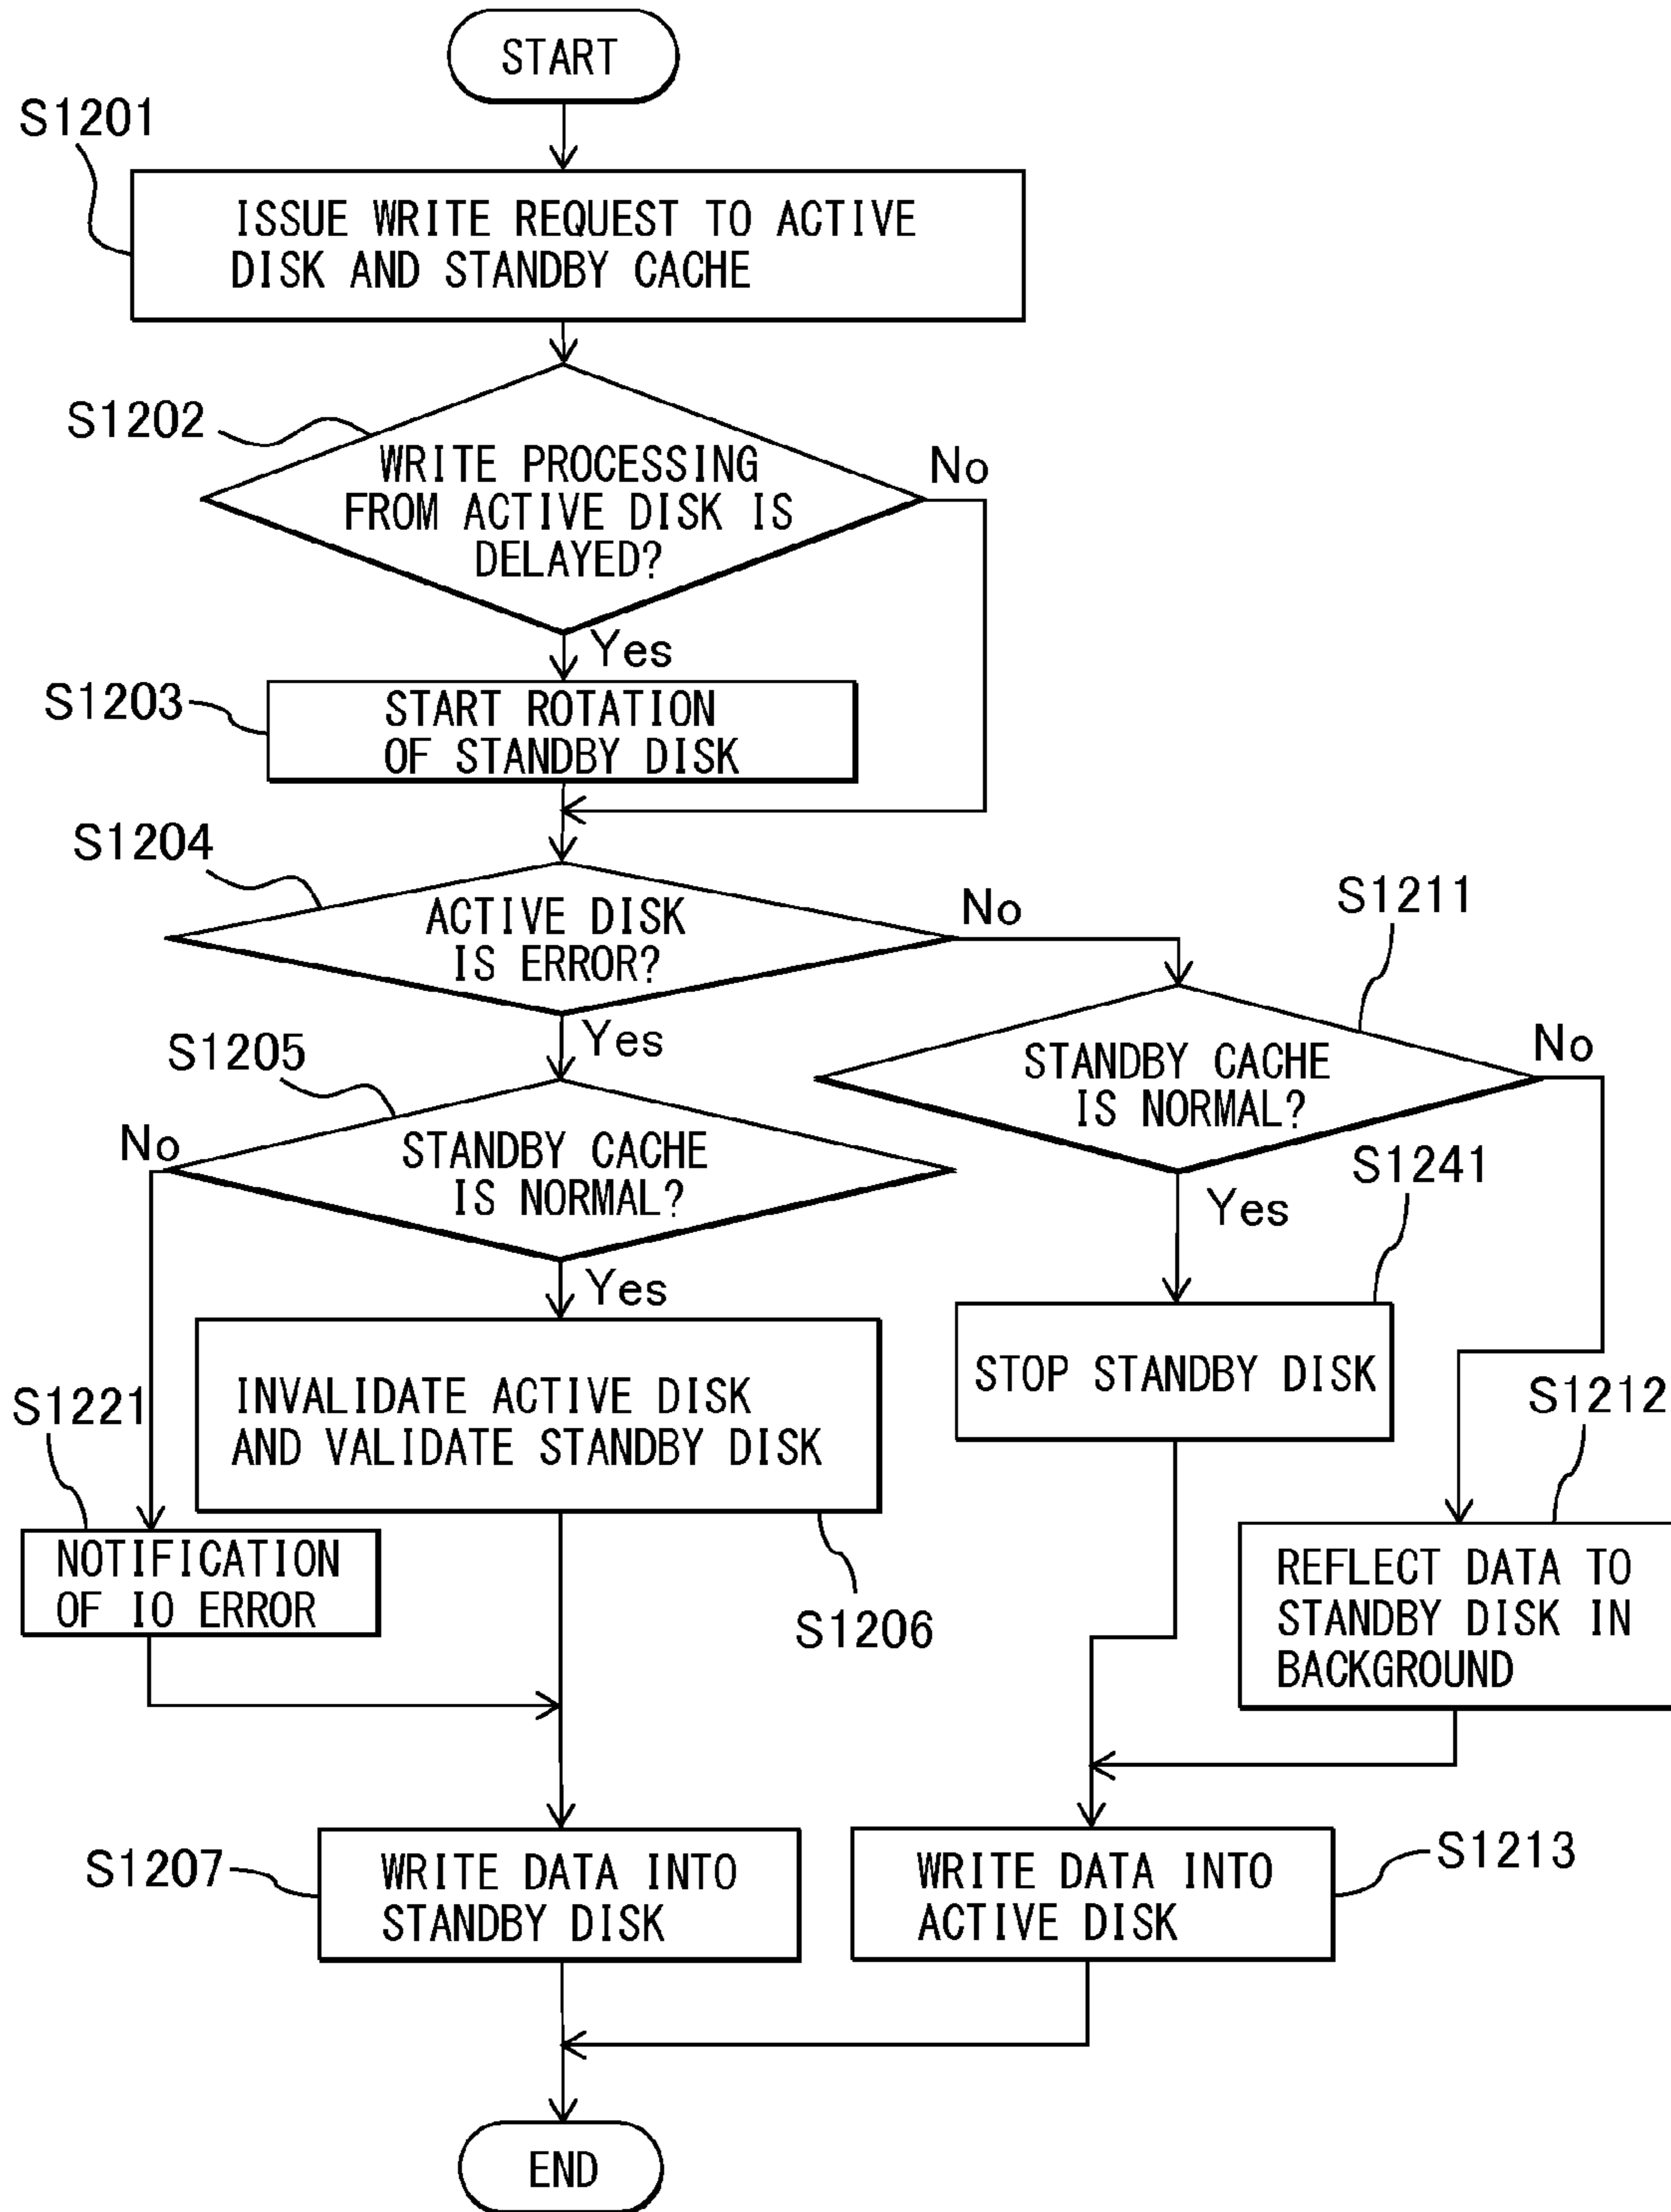 START
S1201
ISSUE WRITE REQUEST TO ACTIVE
DISK AND STANDBY CACHE
S1202
WRITE PROCESSING
FROM ACTIVE DISK IS
DELAYED?
No
Yes
S1203
START ROTATION
OF STANDBY DISK
S1204
ACTIVE DISK
IS ERROR?
No
Yes
S1211
STANDBY CACHE
IS NORMAL?
No
Yes
S1205
STANDBY CACHE
IS NORMAL?
No
Yes
S1241
STOP STANDBY DISK
S1221
NOTIFICATION
OF IO ERROR
INVALIDATE ACTIVE DISK
AND VALIDATE STANDBY DISK
S1206
S1212
REFLECT DATA TO
STANDBY DISK IN
BACKGROUND
S1207
WRITE DATA INTO
STANDBY DISK
WRITE DATA INTO
ACTIVE DISK
S1213
END